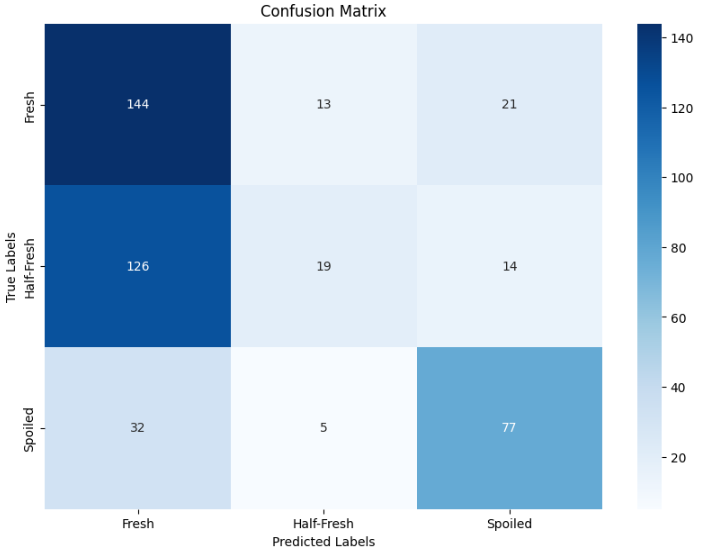 Confusion Matrix
True Labels
Fresh
144
13
21
Half-Fresh
126
19
14
Spoiled
32
5
77
Fresh
Half-Fresh
Spoiled
Predicted Labels
140
120
100
80
60
40
20